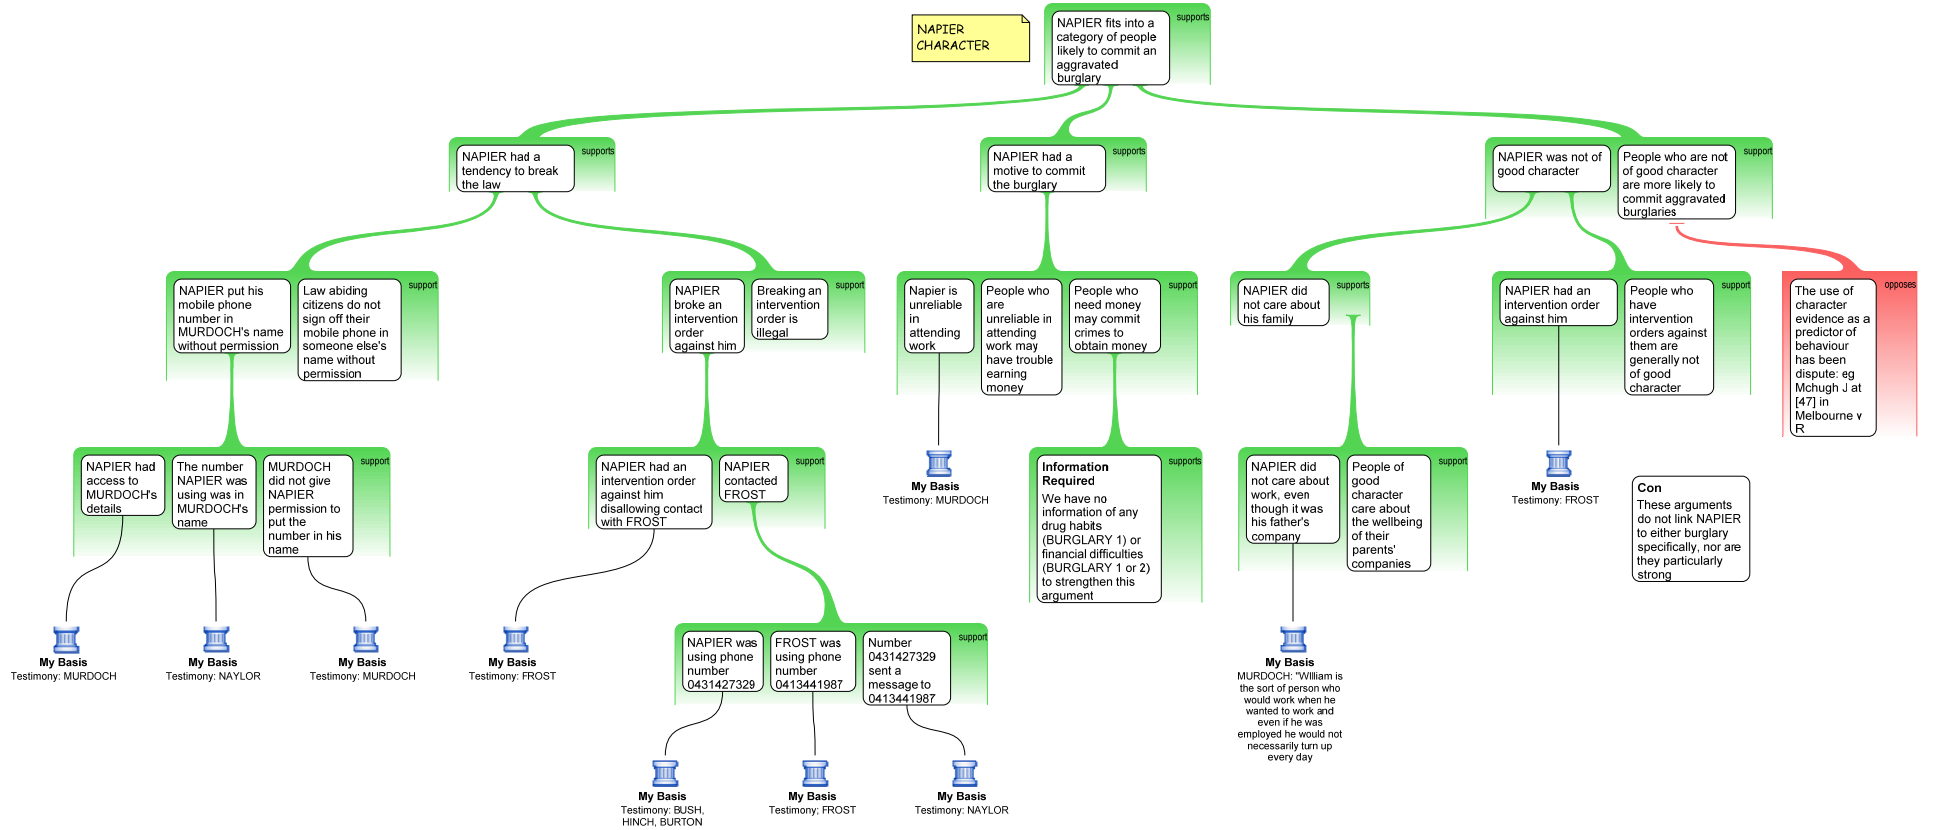 NAPIER
CHARACTER
NAPIER fits into a
category of people
likely to commit an
aggravated
burglary
supports
NAPIER had a
tendency to break
the law
supports
NAPIER had a
motive to commit
the burglary
supports
NAPIER was not of
good character
People who are not
of good character
are more likely to
commit aggravated
burglaries
support
NAPIER put his
mobile phone
number in
MURDOCH's name
without permission
Law abiding
citizens do not
sign off their
mobile phone in
someone else's
name without
permission
support
NAPIER
broke an
intervention
order
against him
Breaking an
intervention
order is
illegal
support
Napier is
unreliable
in
attending
work
People who
are
unreliable in
attending
work may
have trouble
earning
money
People who
need money
may commit
crimes to
obtain money
support
NAPIER did
not care about
his family
supports
NAPIER had an
intervention order
against him
People who
have
intervention
orders against
them are
generally not
of good
character
support
The use of
character
evidence as a
predictor of
behaviour
has been
dispute: eg
Mchugh J at
[47] in
Melbourne v
R
opposes
NAPIER had
access to
MURDOCH's
details
The number
NAPIER was
using was in
MURDOCH's
name
MURDOCH
did not give
NAPIER
permission to
put the
number in his
name
support
NAPIER had an
intervention order
against him
disallowing contact
with FROST
NAPIER
contacted
FROST
support
My Basis
Testimony: MURDOCH
Information
Required
We have no
information of any
drug habits
(BURGLARY 1) or
financial difficulties
(BURGLARY 1 or 2)
to strengthen this
argument
supports
NAPIER did
not care about
work, even
though it was
his father's
company
People of
good
character
care about
the wellbeing
of their
parents'
companies
support
My Basis
Testimony: FROST
Con
These arguments
do not link NAPIER
to either burglary
specifically, nor are
they particularly
strong
My Basis
Testimony: MURDOCH
My Basis
Testimony: NAYLOR
My Basis
Testimony: MURDOCH
My Basis
Testimony: FROST
NAPIER was
using phone
number
0431427329
FROST was
using phone
number
0413441987
Number
0431427329
sent a
message to
0413441987
support
My Basis
MURDOCH: "William is
the sort of person who
would work when he
wanted to work and
even if he was
employed he would not
necessarily turn up
every day
My Basis
Testimony: BUSH,
HINCH, BURTON
My Basis
Testimony; FROST
My Basis
Testimony: NAYLOR